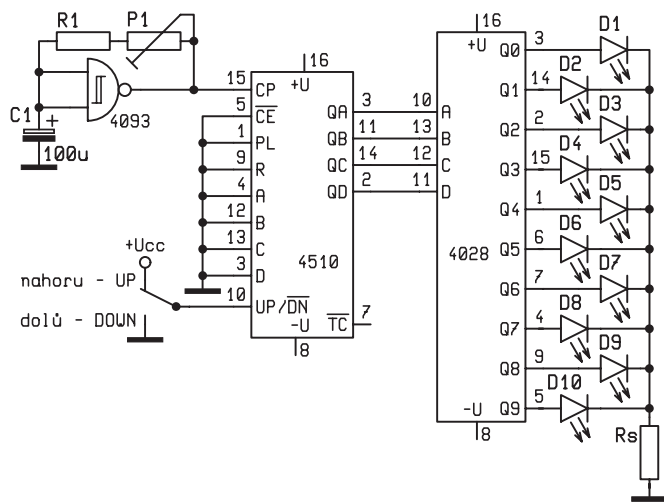 R1 P1
4093
C1 +
100u
+Ucc
nahoru - UP
dolů - DOWN
16
+U
15 CP
5 CE
1 PL
9 R
4 A
12 B
13 C
3 D
10 UP/DN
-U
8
4510
QA 3
QB 11
QC 14
QD 2
TC 7
16
+U
10 A
13 B
12 C
11 D
4028
-U
8
Q0 3 D1
Q1 14 D2
Q2 2 D3
Q3 15 D4
Q4 1 D5
Q5 6 D6
Q6 7 D7
Q7 4 D8
Q8 9 D9
Q9 5 D10
Rs